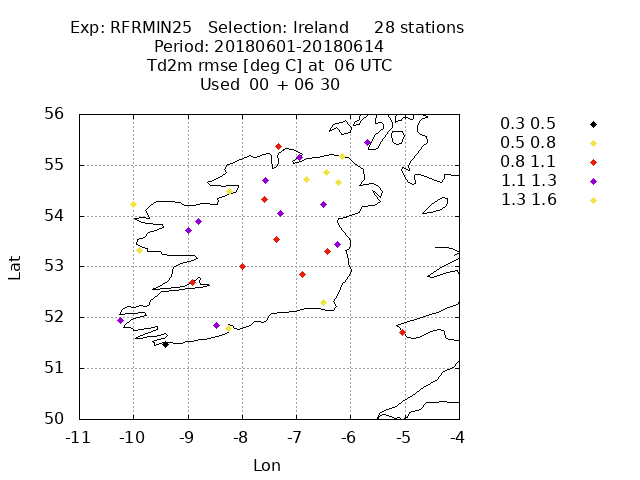 Exp: RFRMIN25 Selection: Ireland 28 stations
Period: 20180601-20180614
Td2m rmse [deg C] at 06 UTC
Used 00 + 06 30
56
55
54
53
52
51
50
Lat
-11 -10 -9 -8 -7 -6 -5 -4
Lon
0.3 0.5
0.5 0.8
0.8 1.1
1.1 1.3
1.3 1.6